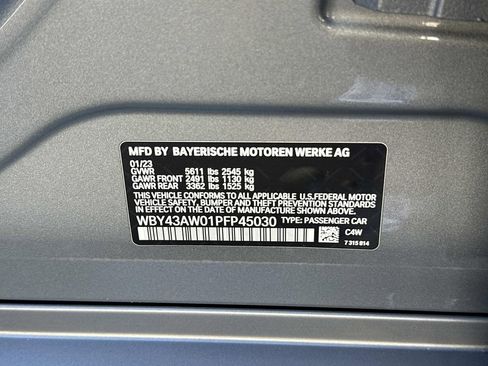 MFD BY BAYERISCHE MOTOREN WERKE AG
01/23
GVWR 5611 lbs 2545 kg
GAWR FRONT 2491 lbs 1130 kg
GAWR REAR 3362 lbs 1525 kg
THIS VEHICLE CONFORMS TO ALL APPLICABLE U.S. FEDERAL MOTOR
VEHICLE SAFETY, BUMPER, AND THEFT PREVENTION STANDARDS
IN EFFECT ON THE DATE OF MANUFACTURE SHOWN ABOVE.
WBY43AW01PFP45030 TYPE: PASSENGER CAR
C4W
7 315 814